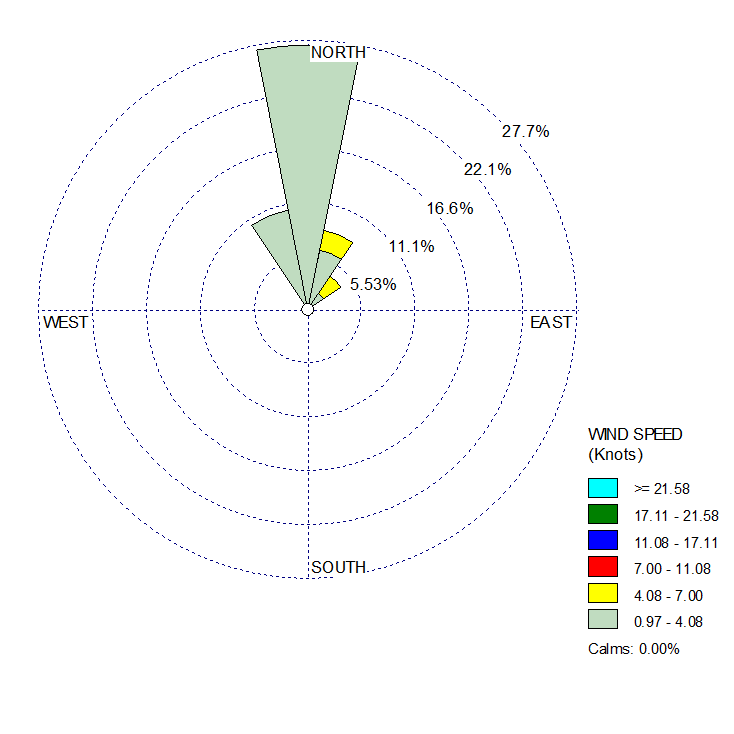 NORTH
27.7%
22.1%
16.6%
11.1%
5.53%
WEST
EAST
SOUTH
WIND SPEED
(Knots)
>= 21.58
17.11 - 21.58
11.08 - 17.11
7.00 - 11.08
4.08 - 7.00
0.97 - 4.08
Calms: 0.00%